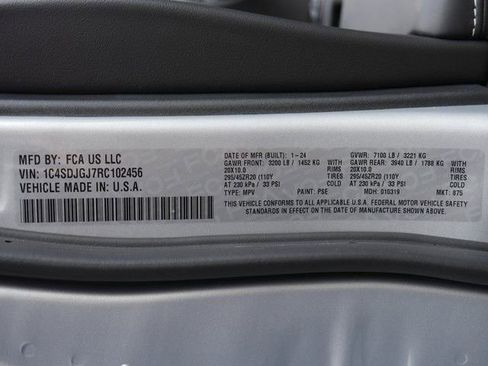 MFD BY: FCA US LLC
VIN: 1C4SDJGJ7RC102456
VEHICLE MADE IN U.S.A.
DATE OF MFR (BUILT): 1-24 GVWR: 7100 LB / 3221 KG
GAWR FRONT: 3200 LB / 1452 KG GAWR REAR: 3940 LB / 1788 KG
20X10.0 RIMS 20X10.0 RIMS
295/45ZR20 (110Y TIRES 295/45ZR20 (110Y TIRES
AT 230 kPa / 33 PSI COLD AT 230 kPa / 33 PSI COLD
TYPE: MPV PAINT: PSE MDH: 010319 MKT: 875
THIS VEHICLE CONFORMS TO ALL APPLICABLE U.S.A. FEDERAL MOTOR VEHICLE SAFETY
STANDARDS IN EFFECT ON THE DATE OF MANUFACTURE SHOWN ABOVE.